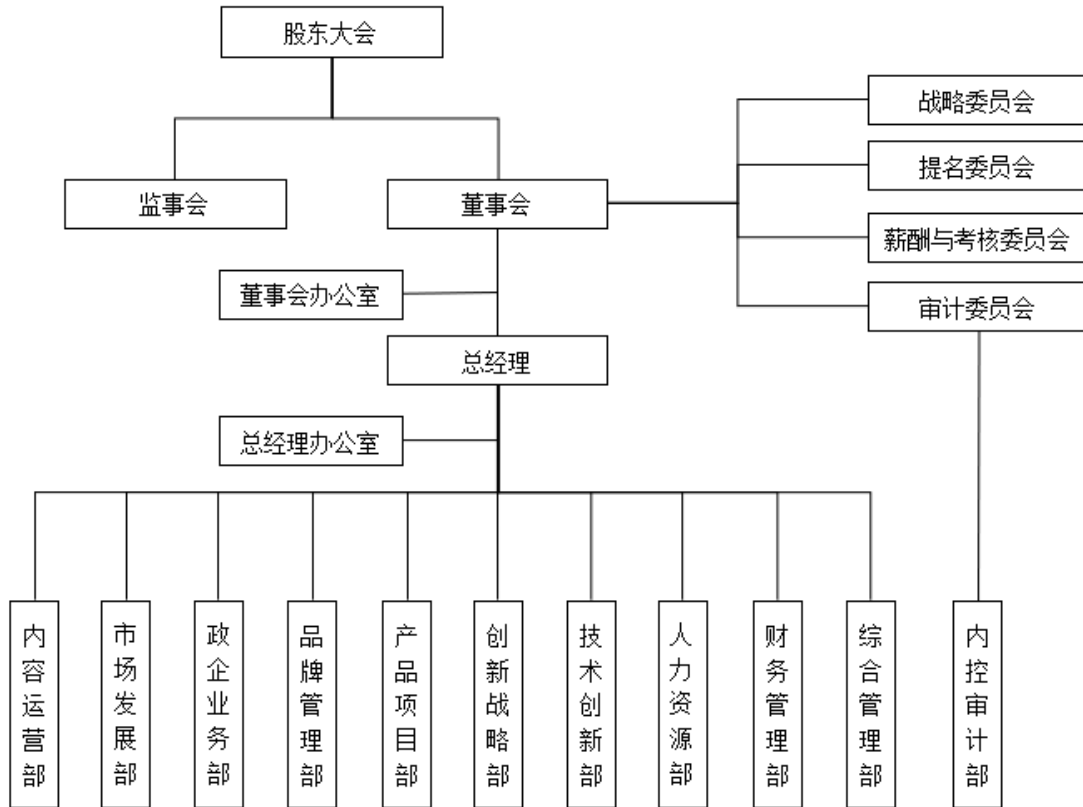 股东大会
战略委员会
提名委员会
监事会
董事会
薪酬与考核委员会
董事会办公室
审计委员会
总经理
总经理办公室
内容运营部
市场发展部
政企业务部
品牌管理部
产品项目部
创新战略部
技术创新部
人力资源部
财务管理部
综合管理部
内控审计部